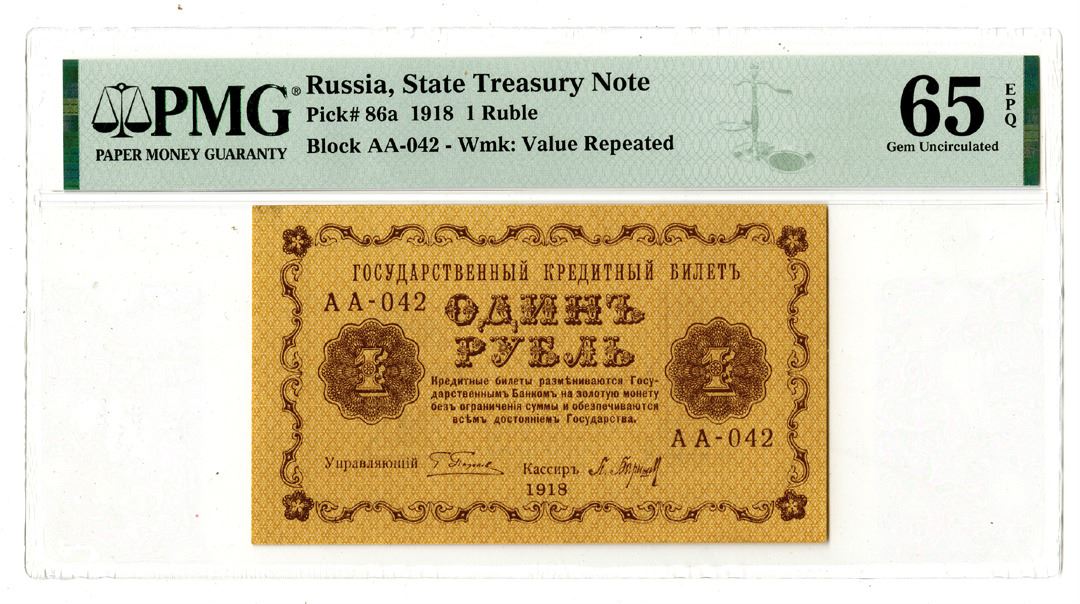 PMG®
PAPER MONEY GUARANTY
Russia, State Treasury Note
Pick# 86a 1918 1 Ruble
Block AA-042 - Wmk: Value Repeated
65
EPQ
Gem Uncirculated
ГОСУДАРСТВЕННЫЙ КРЕДИТНЫЙ БИЛЕТЪ
АА-042
ОДИНЪ
РУБЛЬ
1
1
Кредитные билеты размѣниваются Госу-
дарственнымъ Банкомъ на золотую монету
безъ ограниченія суммы и обезпечиваются
всѣмъ достояніемъ Государства.
АА-042
Управляющій
Кассиръ
1918